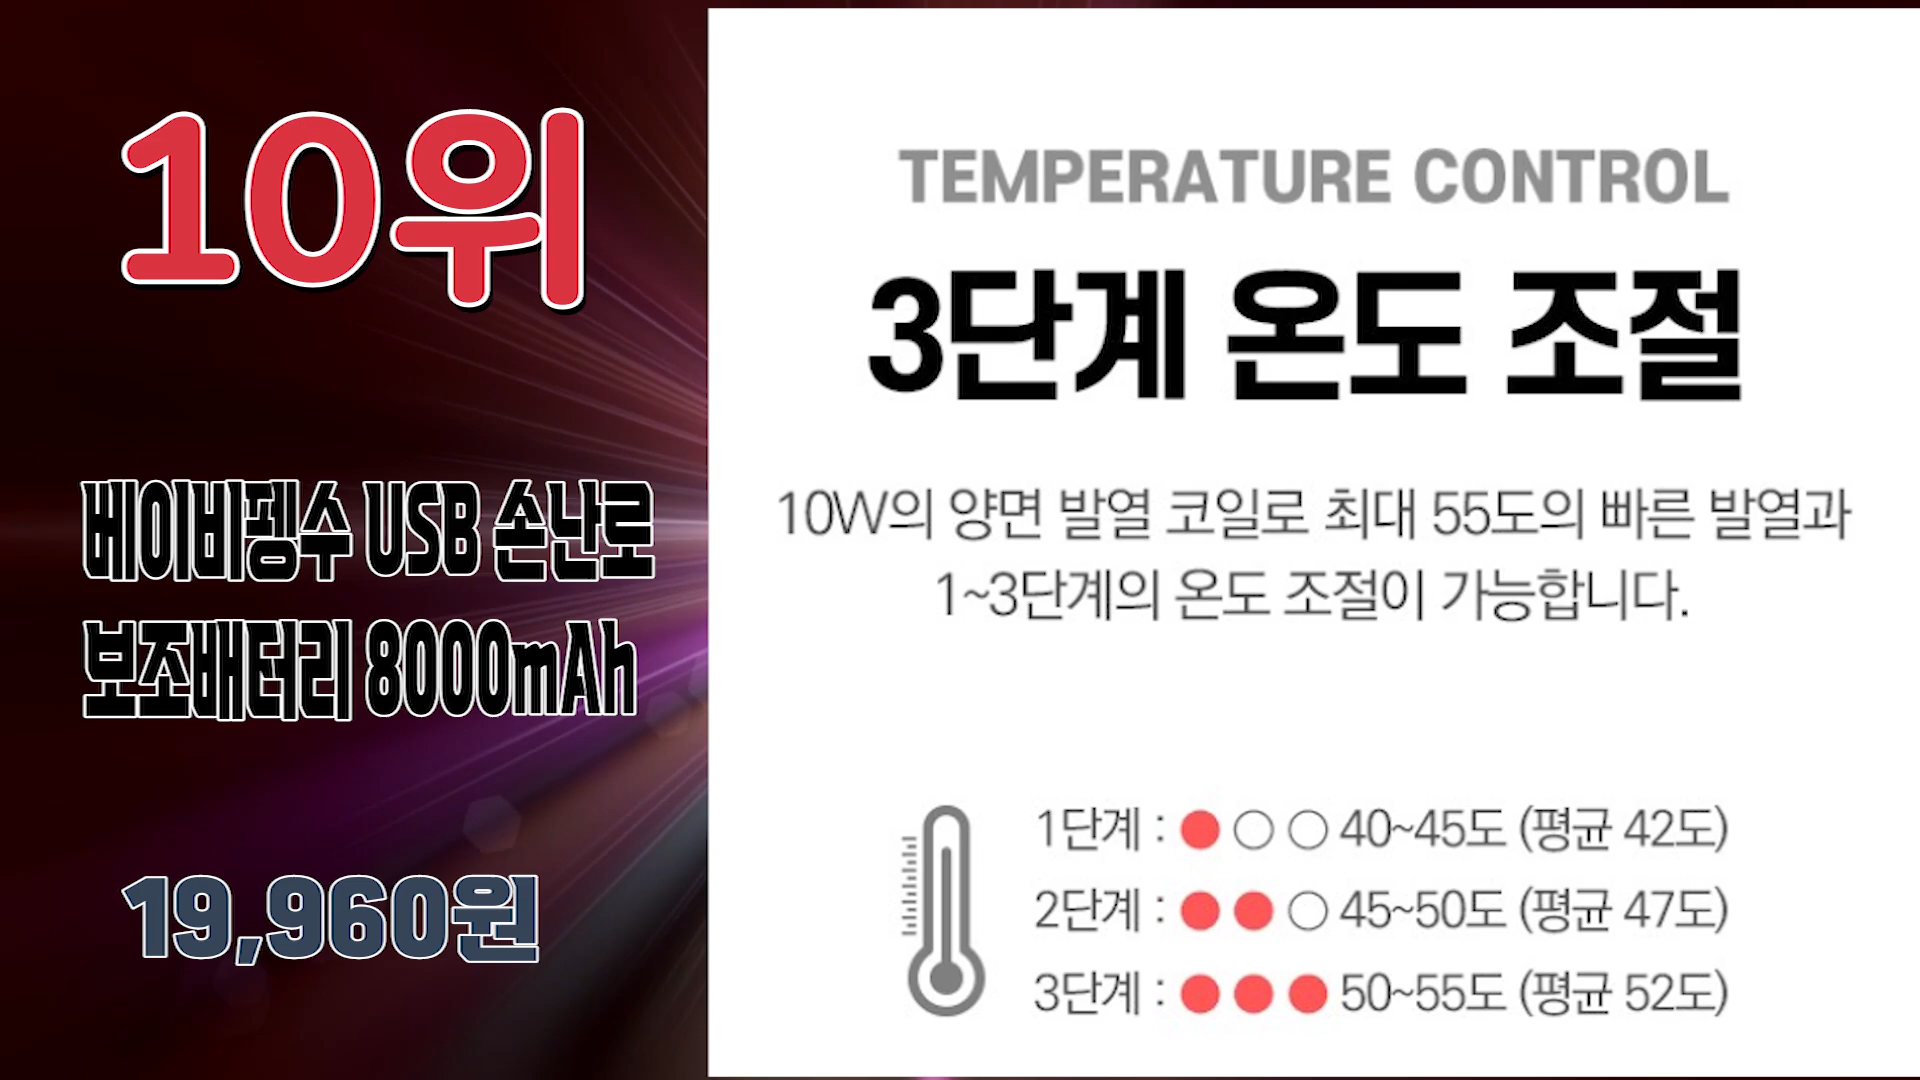 10위
베이비펭수 USB 손난로
보조배터리 8000mAh
19,960원
TEMPERATURE CONTROL
3단계 온도 조절
10W의 양면 발열 코일로 최대 55도의 빠른 발열과
1~3단계의 온도 조절이 가능합니다.
1단계 : ●○○ 40~45도 (평균 42도)
2단계 : ●●○ 45~50도 (평균 47도)
3단계 : ●●● 50~55도 (평균 52도)